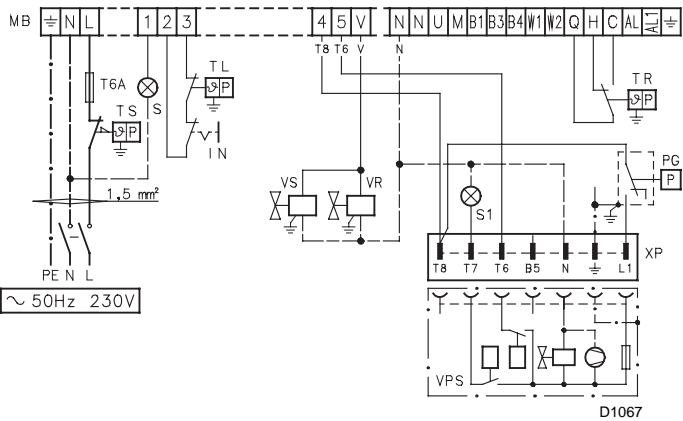 MB ⏚ N L 1 2 3 4 5 V N N U M B1 B3 B4 W1 W2 Q H C AL AL1 ⏚
T8 T6 V N
T6A
S
TL
ϑ P
TR
ϑ P
TS
ϑ P
IN
PG
P
1,5 mm²
VS
VR
S1
XP
T8 T7 T6 B5 N ⏚ L1
PE N L
~ 50Hz 230V
VPS
D1067